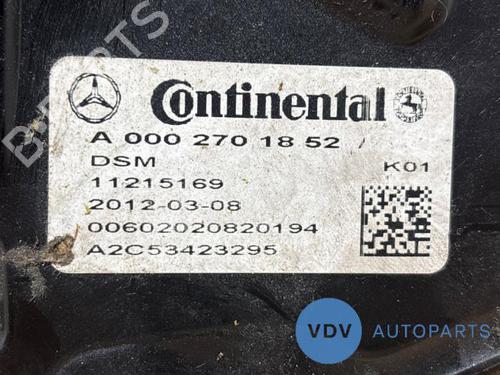 Continental
A 000 270 18 52 /
DSM K01
11215169
2012-03-08
00602020820194
A2C53423295
VDV AUTOPARTS